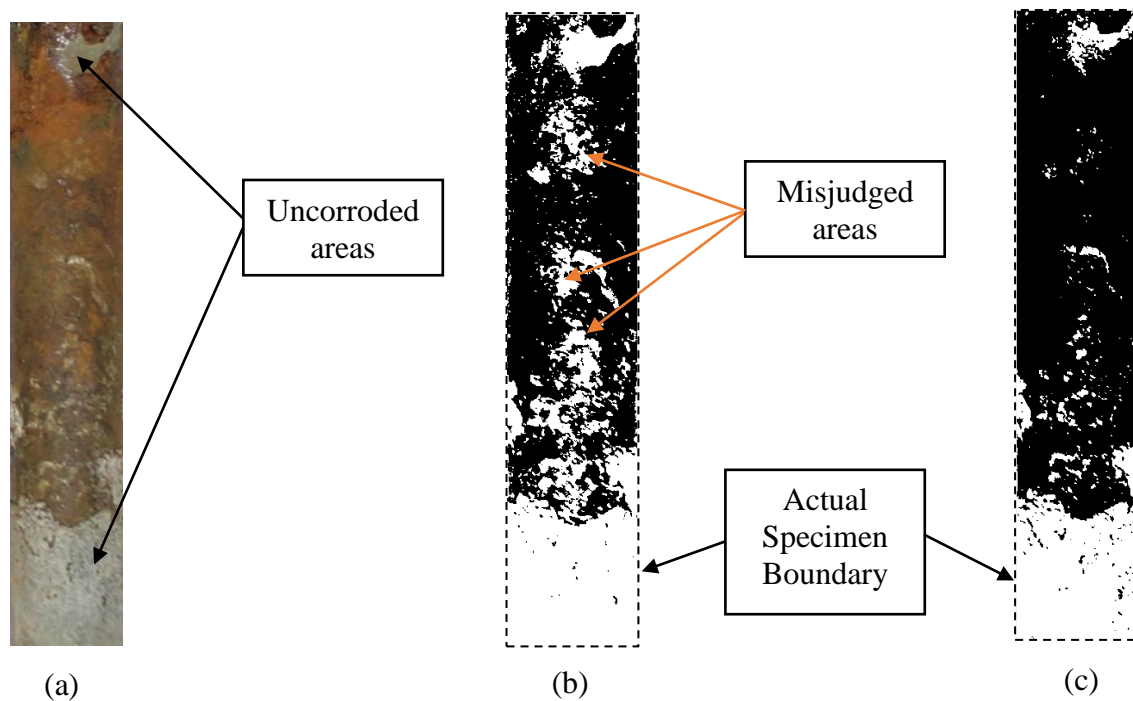 Uncorroded
areas
Misjudged
areas
Actual
Specimen
Boundary
(a)
(b)
(c)